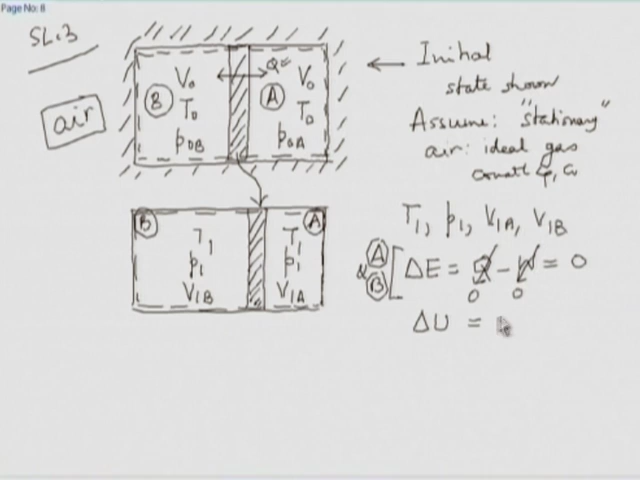 Page No: 8
SL.3
air
B
V₀
T₀
p₀B
Q=
A
V₀
T₀
p₀A
← Initial
state shown
Assume: "stationary"
air: ideal gas
constt cp, cv
T₁, p₁, V₁A, V₁B
B
T₁
p₁
V₁B
A
T₁
p₁
V₁A
A
& B
ΔE = Q - W = 0
0 0
ΔU =